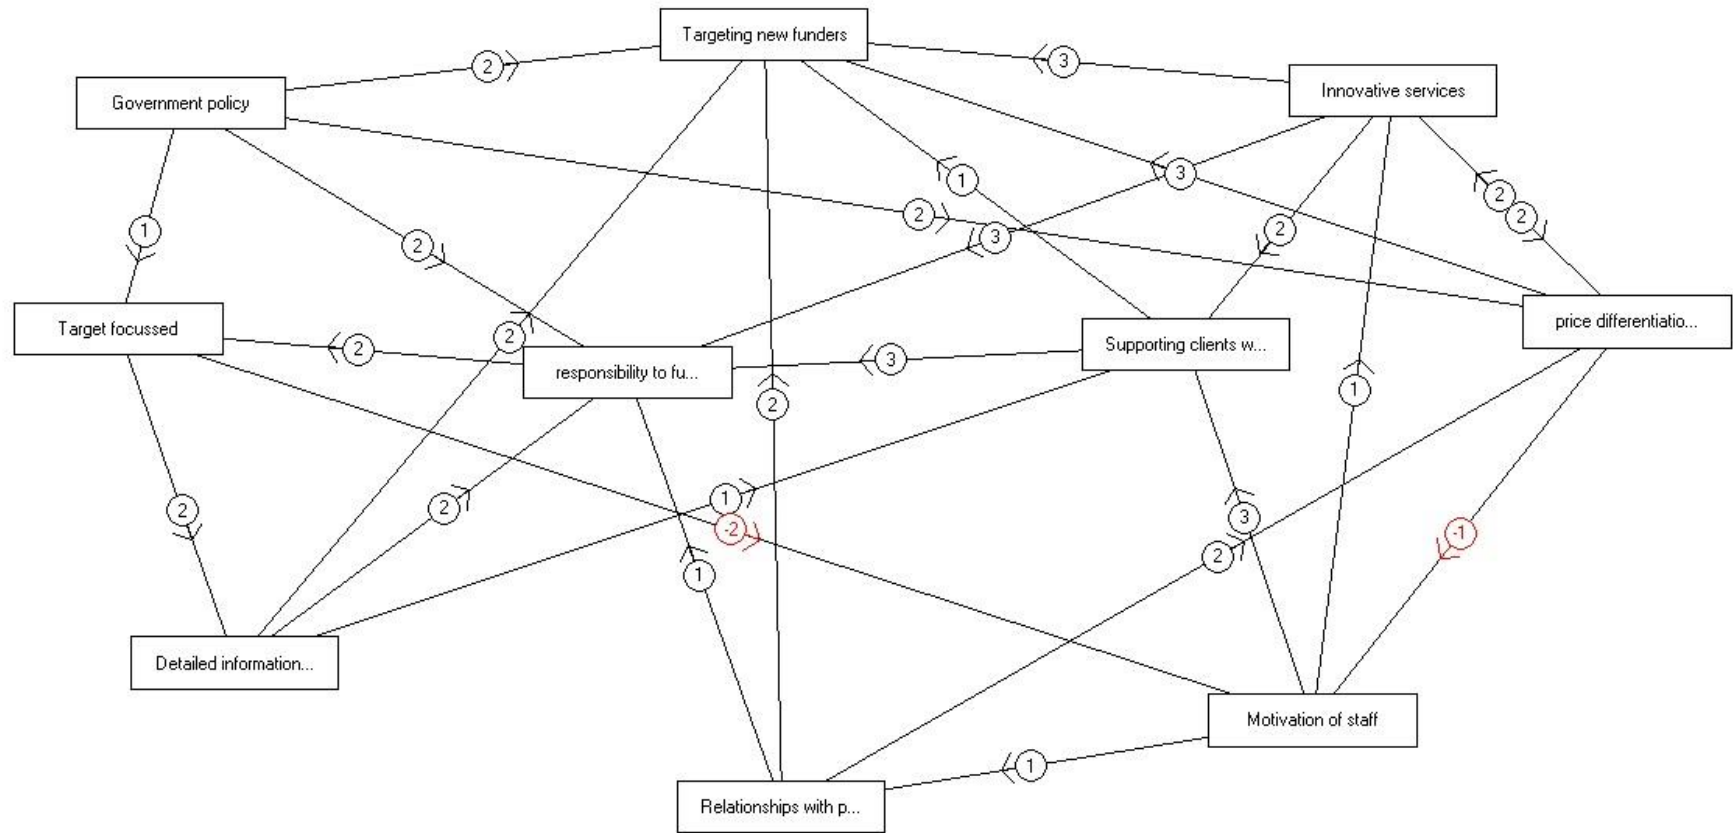 Targeting new funders
2
3
Government policy
Innovative services
3
1
2
2
2
1
2
2
3
2
Target focussed
price differentiatio...
2
2
3
Supporting clients w...
responsibility to fu...
1
2
1
2
2
3
-2
-1
2
1
Detailed information...
Motivation of staff
1
Relationships with p...